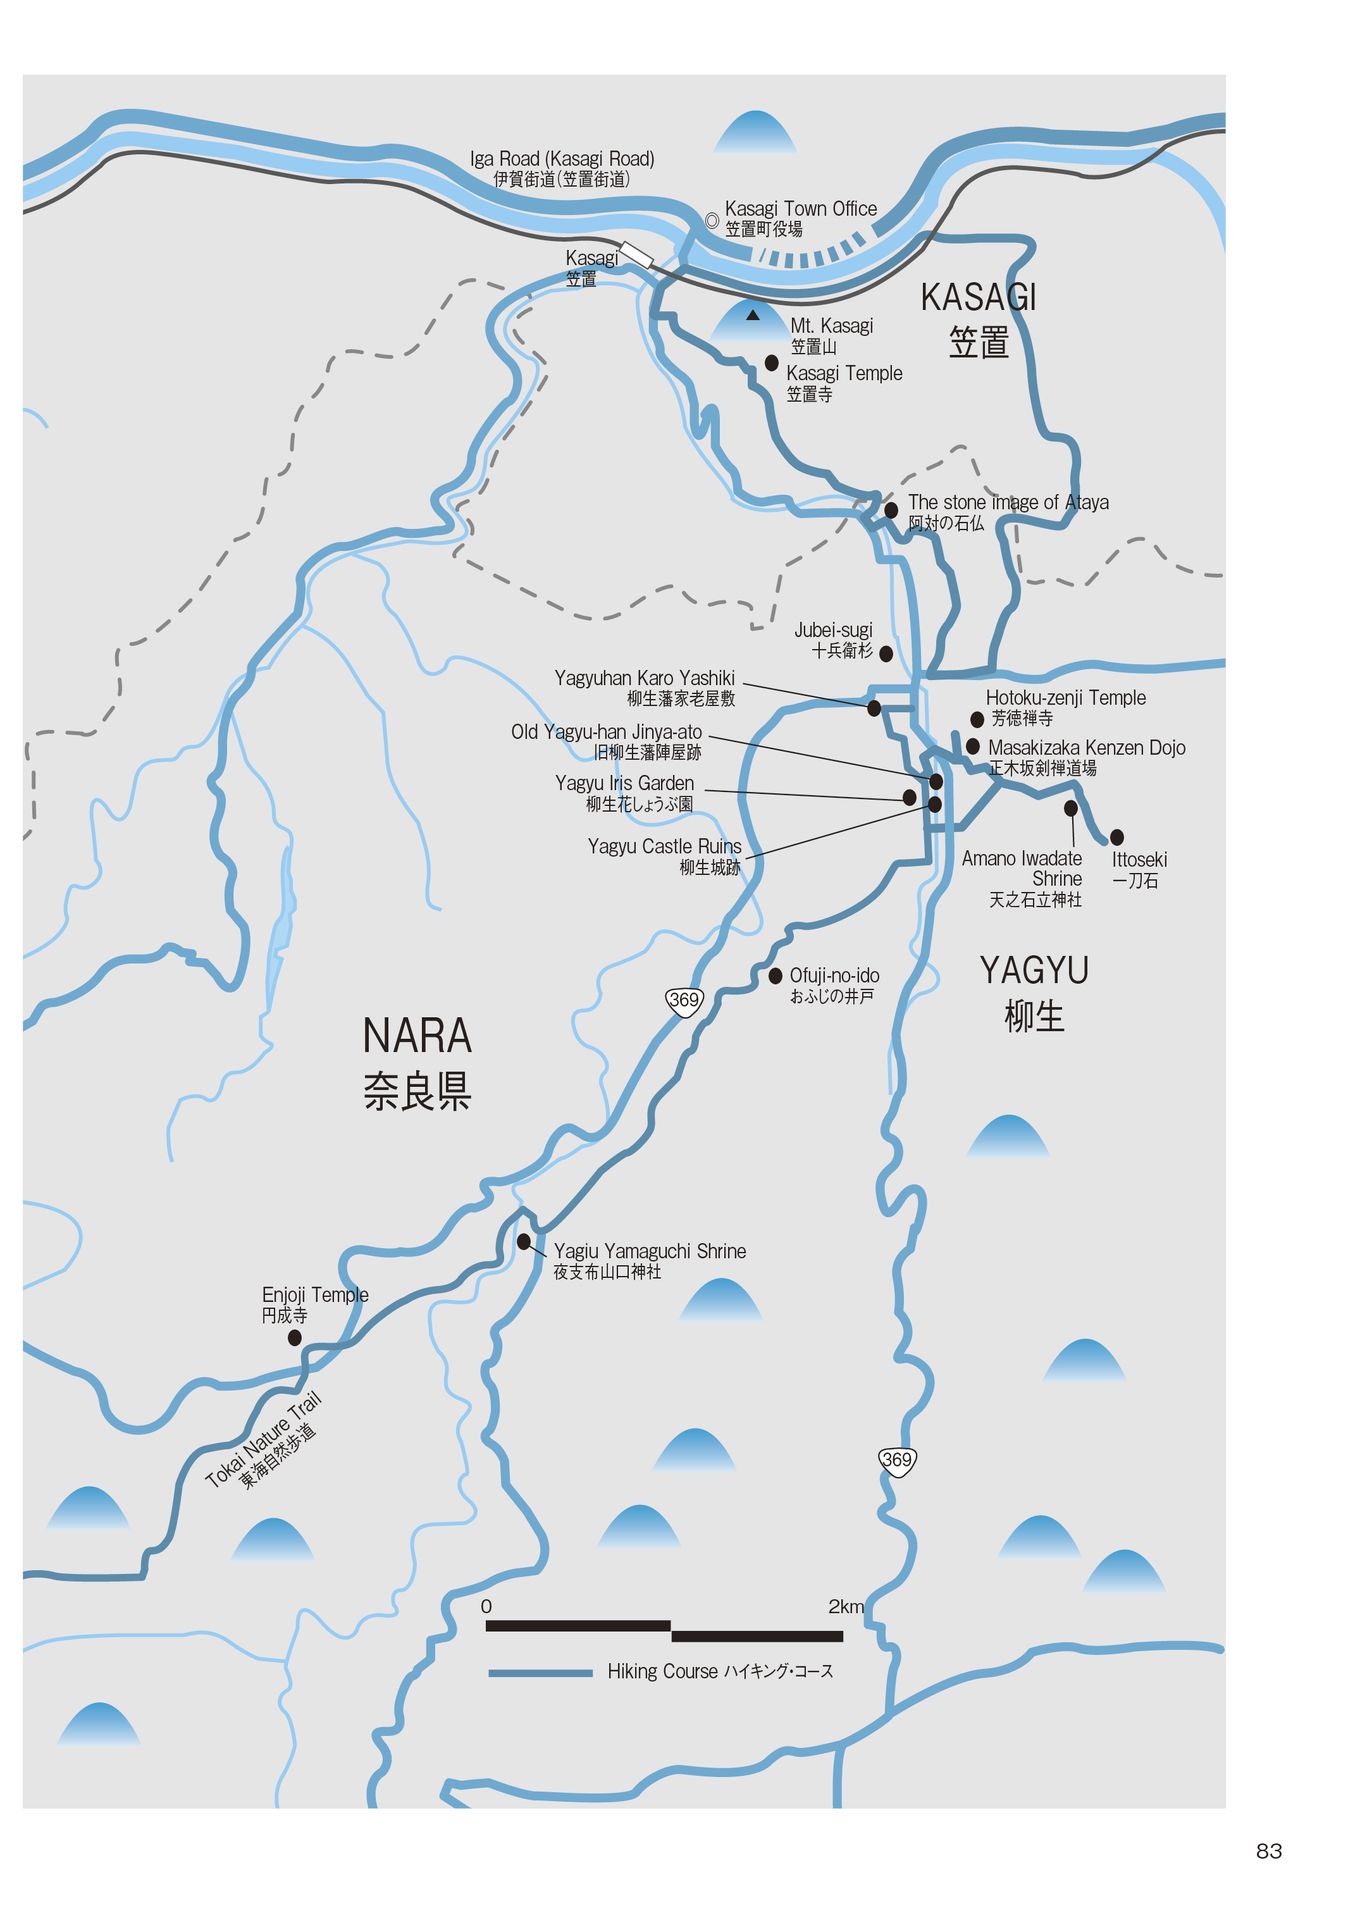 Iga Road (Kasagi Road)
伊賀街道(笠置街道)
Kasagi Town Office
笠置町役場
Kasagi
笠置
KASAGI
笠置
Mt. Kasagi
笠置山
Kasagi Temple
笠置寺
The stone image of Ataya
阿対の石仏
Jubei-sugi
十兵衛杉
Yagyuhan Karo Yashiki
柳生藩家老屋敷
Hotoku-zenji Temple
芳徳禅寺
Old Yagyu-han Jinya-ato
旧柳生藩陣屋跡
Masakizaka Kenzen Dojo
正木坂剣禅道場
Yagyu Iris Garden
柳生花しょうぶ園
Yagyu Castle Ruins
柳生城跡
Amano Iwadate
Shrine
天之石立神社
Ittoseki
一刀石
YAGYU
柳生
Ofuji-no-ido
おふじの井戸
369
NARA
奈良県
Yagiu Yamaguchi Shrine
夜支布山口神社
Enjoji Temple
円成寺
Tokai Nature Trail
東海自然歩道
369
0
2km
Hiking Course ハイキング・コース
83